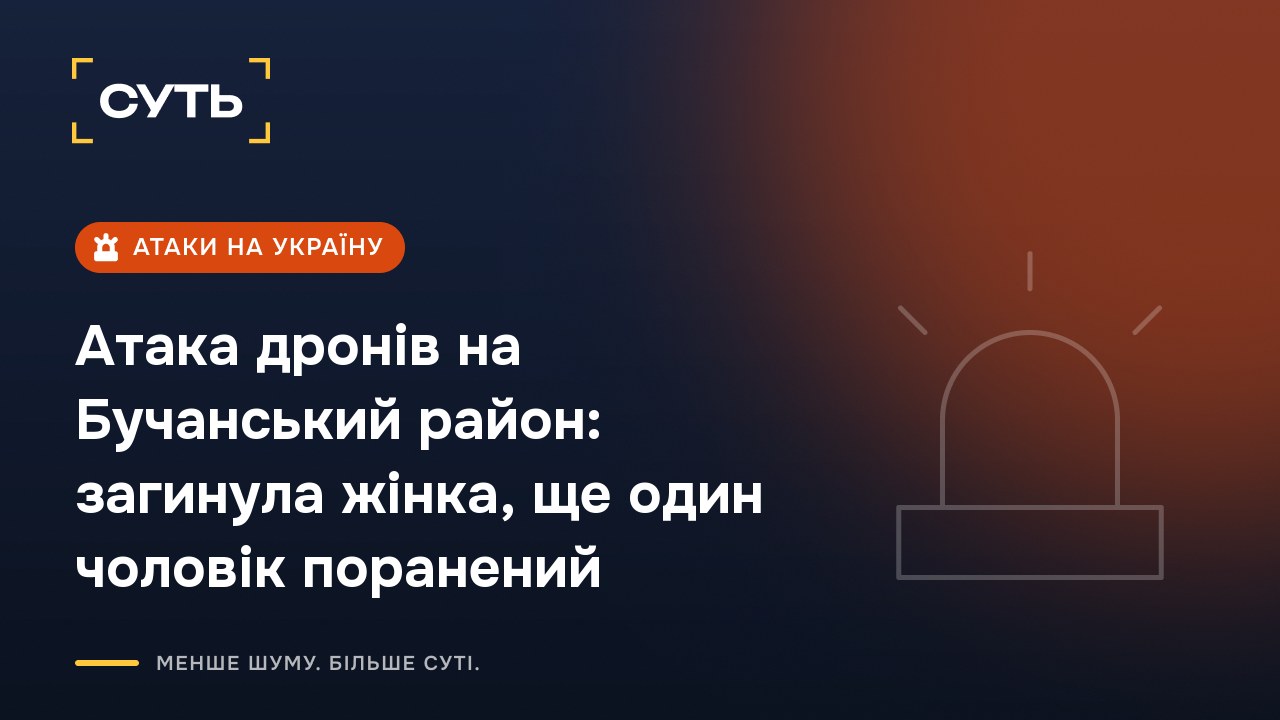 СУТЬ
АТАКИ НА УКРАЇНУ
Атака дронів на
Бучанський район:
загинула жінка, ще один
чоловік поранений
МЕНШЕ ШУМУ. БІЛЬШЕ СУТІ.